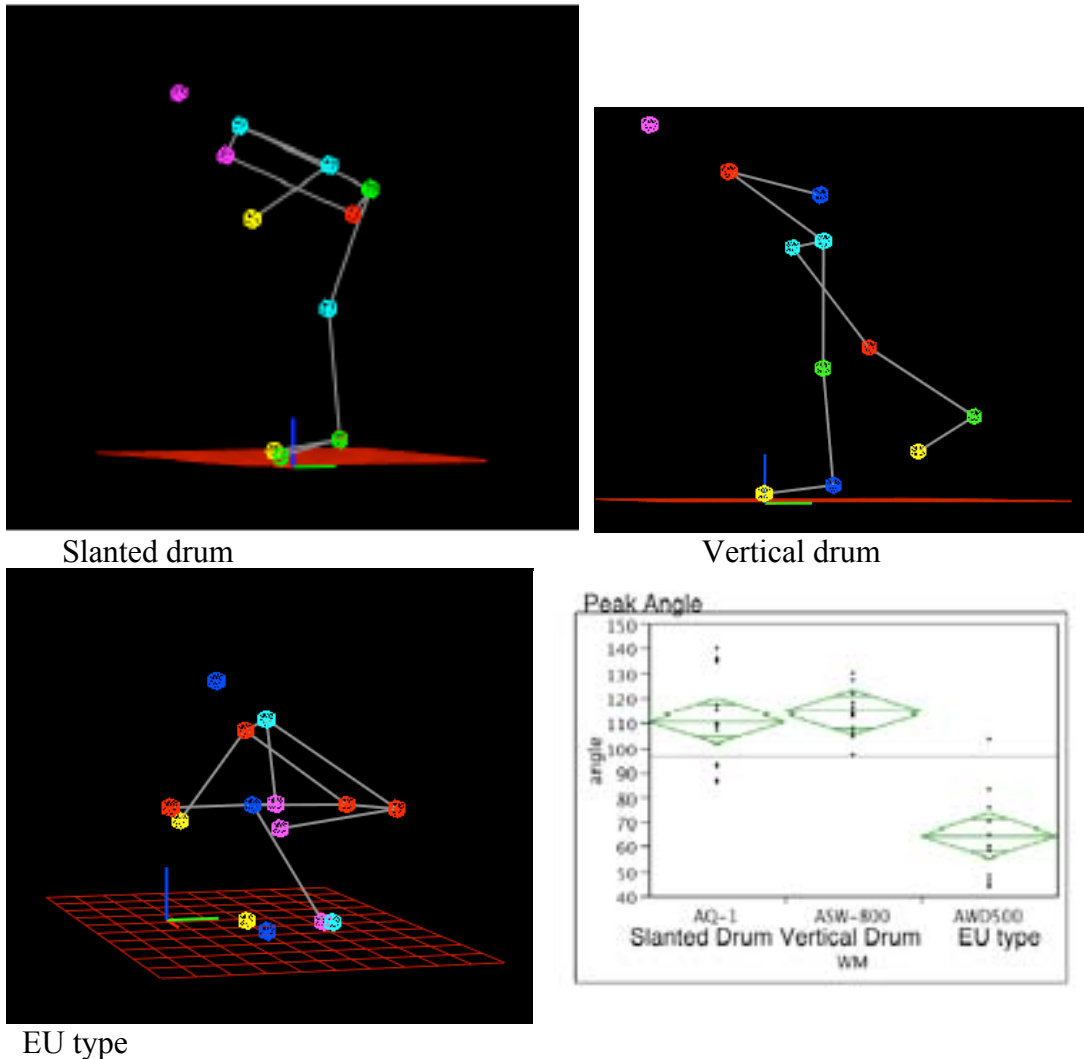 Slanted drum
Vertical drum
EU type
Peak Angle
150
140
130
120
110
100
90
80
70
60
50
40
angle
AQ-1 ASW-800 AWD500
Slanted Drum Vertical Drum EU type
WM